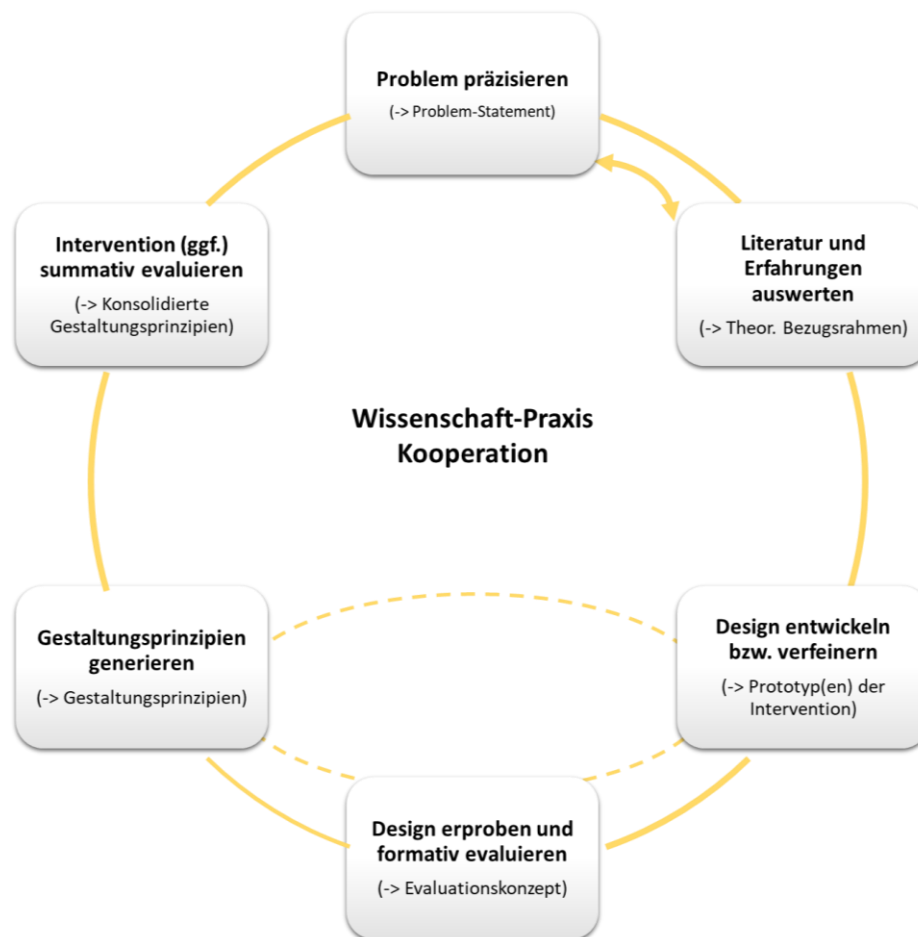 Problem präzisieren
(-> Problem-Statement)
Literatur und
Erfahrungen
auswerten
(-> Theor. Bezugsrahmen)
Design entwickeln
bzw. verfeinern
(-> Prototyp(en) der
Intervention)
Design erproben und
formativ evaluieren
(-> Evaluationskonzept)
Gestaltungsprinzipien
generieren
(-> Gestaltungsprinzipien)
Intervention (ggf.)
summativ evaluieren
(-> Konsolidierte
Gestaltungsprinzipien)
Wissenschaft-Praxis
Kooperation